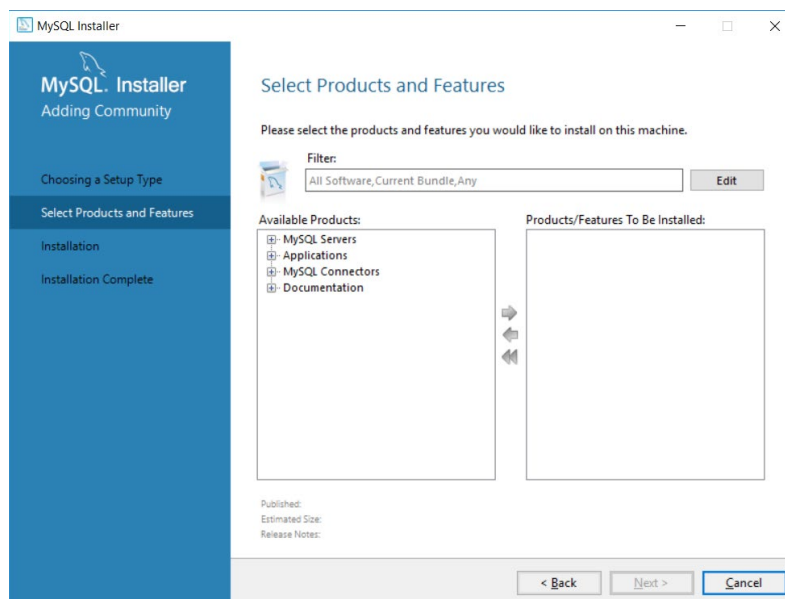 MySQL Installer
MySQL. Installer
Adding Community
Choosing a Setup Type
Select Products and Features
Installation
Installation Complete
Select Products and Features
Please select the products and features you would like to install on this machine.
Filter:
All Software,Current Bundle,Any
Edit
Available Products:
MySQL Servers
Applications
MySQL Connectors
Documentation
Products/Features To Be Installed:
Published:
Estimated Size:
Release Notes:
< Back
Next >
Cancel